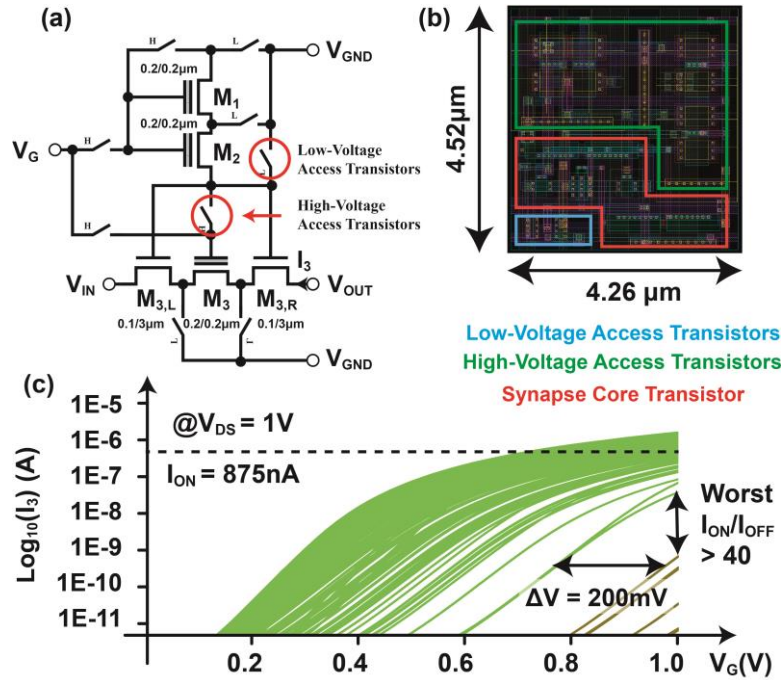 (a)
H
L
V_GND
0.2/0.2μm
M_1
0.2/0.2μm
L
V_G
H
M_2
L
Low-Voltage
Access Transistors
H
High-Voltage
Access Transistors
H
I_3
V_IN
V_OUT
M_3,L
M_3
M_3,R
0.1/3μm
0.2/0.2μm
0.1/3μm
L
L
V_GND
(b)
4.52μm
4.26 μm
Low-Voltage Access Transistors
High-Voltage Access Transistors
Synapse Core Transistor
(c)
Log_10(I_3) (A)
1E-5
1E-6
1E-7
1E-8
1E-9
1E-10
1E-11
@V_DS = 1V
I_ON = 875nA
Worst
I_ON/I_OFF
> 40
ΔV = 200mV
0.2
0.4
0.6
0.8
1.0
V_G(V)